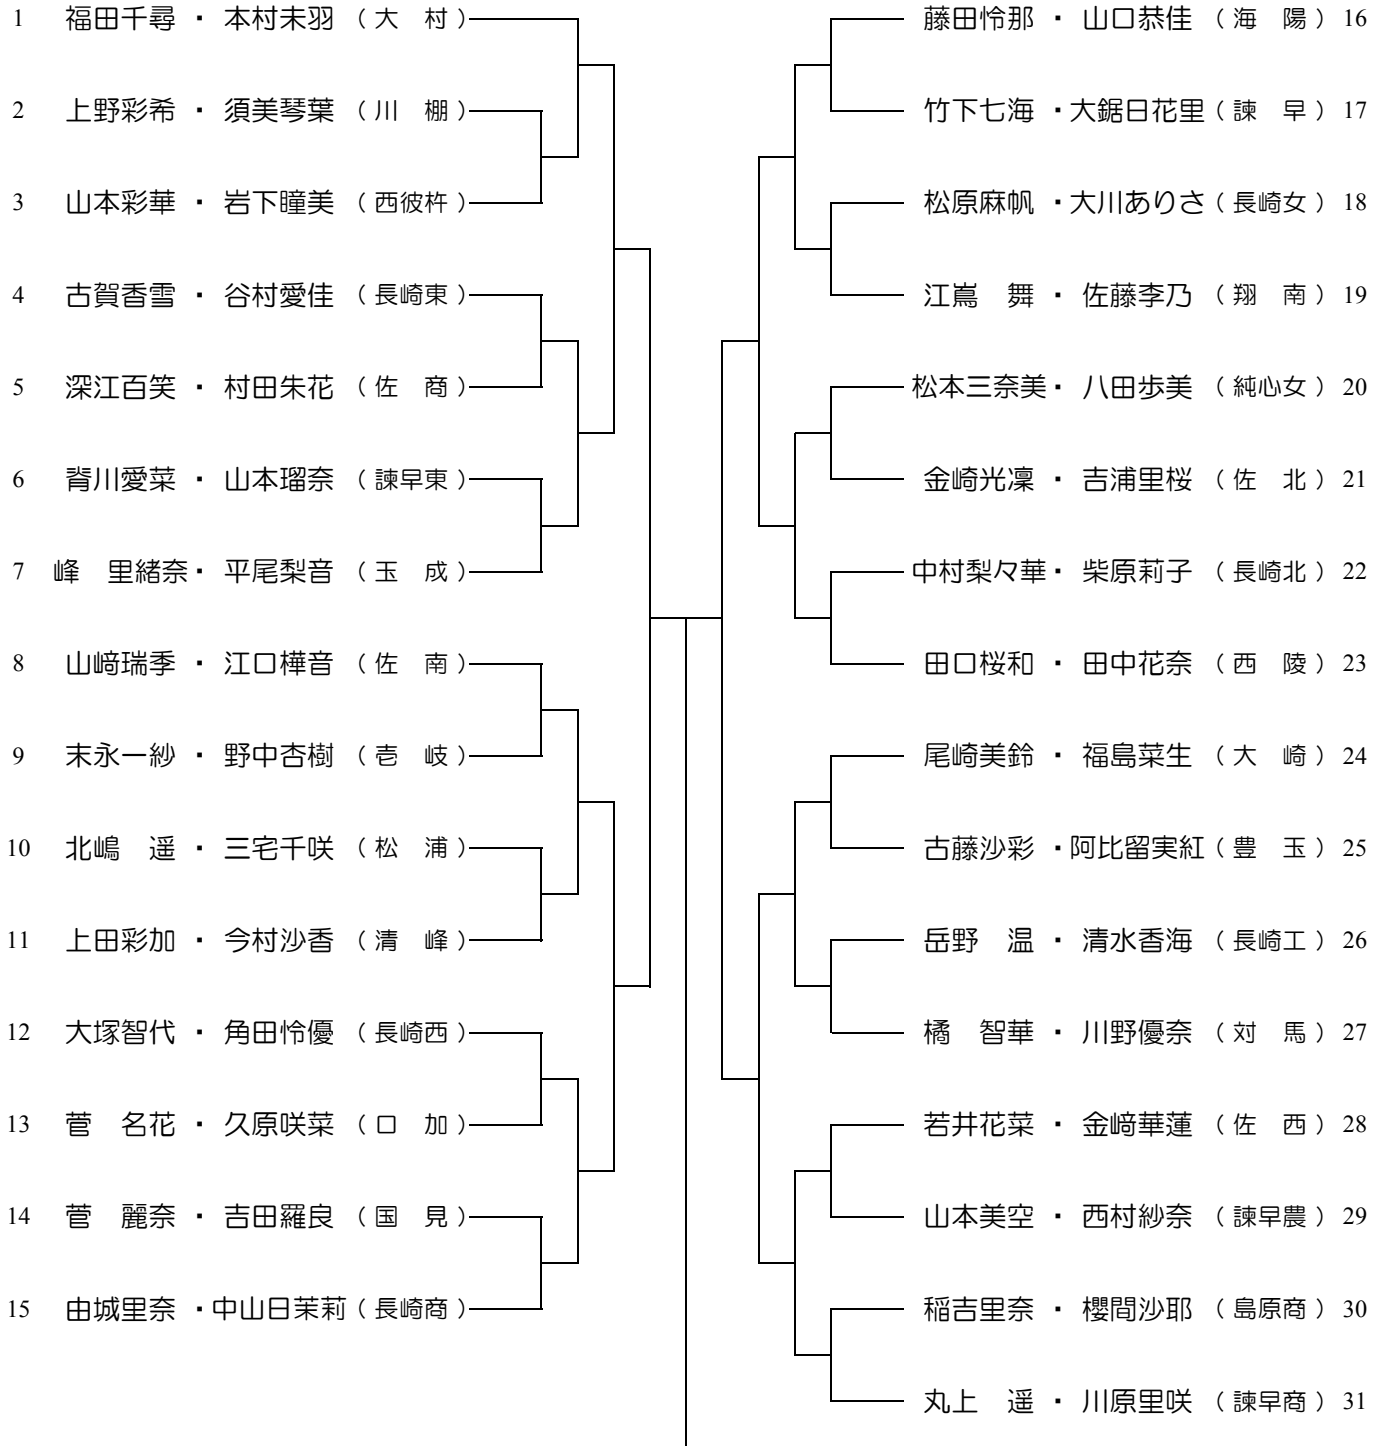 1 福田千尋 ・ 本村未羽 （ 大　村 ）
2 上野彩希 ・ 須美琴葉 （ 川　棚 ）
3 山本彩華 ・ 岩下瞳美 （ 西彼杵 ）
4 古賀香雪 ・ 谷村愛佳 （ 長崎東 ）
5 深江百笑 ・ 村田朱花 （ 佐　商 ）
6 脊川愛菜 ・ 山本瑠奈 （ 諫早東 ）
7 峰　里緒奈 ・ 平尾梨音 （ 玉　成 ）
8 山﨑瑞季 ・ 江口樺音 （ 佐　南 ）
9 末永一紗 ・ 野中杏樹 （ 壱　岐 ）
10 北嶋　遥 ・ 三宅千咲 （ 松　浦 ）
11 上田彩加 ・ 今村沙香 （ 清　峰 ）
12 大塚智代 ・ 角田怜優 （ 長崎西 ）
13 菅　名花 ・ 久原咲菜 （ 口　加 ）
14 菅　麗奈 ・ 吉田羅良 （ 国　見 ）
15 由城里奈 ・ 中山日茉莉 （ 長崎商 ）
藤田怜那 ・ 山口恭佳 （ 海　陽 ） 16
竹下七海 ・ 大鋸日花里 （ 諫　早 ） 17
松原麻帆 ・ 大川ありさ （ 長崎女 ） 18
江嶌　舞 ・ 佐藤李乃 （ 翔　南 ） 19
松本三奈美 ・ 八田歩美 （ 純心女 ） 20
金崎光凜 ・ 吉浦里桜 （ 佐　北 ） 21
中村梨々華 ・ 柴原莉子 （ 長崎北 ） 22
田口桜和 ・ 田中花奈 （ 西　陵 ） 23
尾崎美鈴 ・ 福島菜生 （ 大　崎 ） 24
古藤沙彩 ・ 阿比留実紅 （ 豊　玉 ） 25
岳野　温 ・ 清水香海 （ 長崎工 ） 26
橘　智華 ・ 川野優奈 （ 対　馬 ） 27
若井花菜 ・ 金﨑華蓮 （ 佐　西 ） 28
山本美空 ・ 西村紗奈 （ 諫早農 ） 29
稲吉里奈 ・ 櫻間沙耶 （ 島原商 ） 30
丸上　遥 ・ 川原里咲 （ 諫早商 ） 31